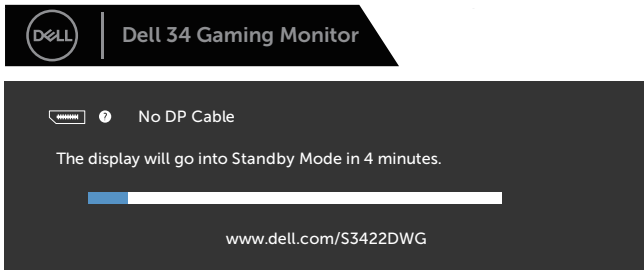 DELL
Dell 34 Gaming Monitor
? No DP Cable
The display will go into Standby Mode in 4 minutes.
www.dell.com/S3422DWG